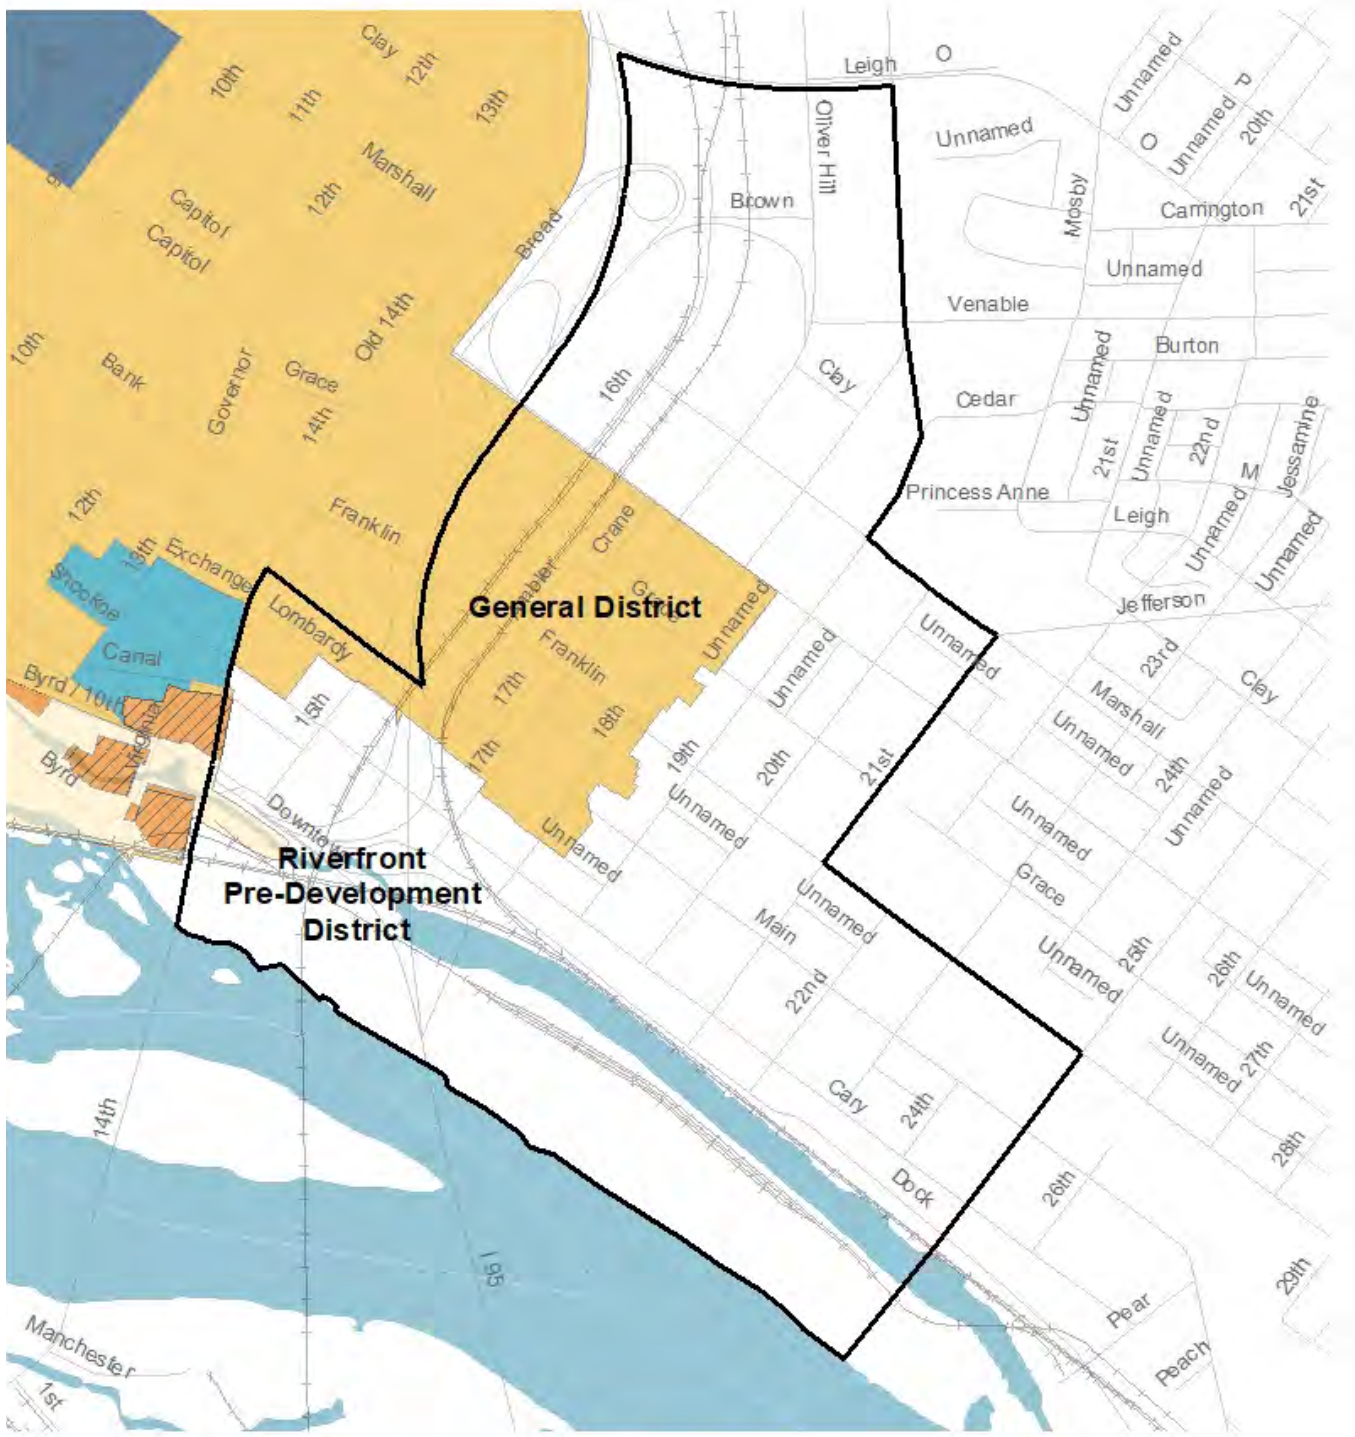 Clay
12th
10th
11th
13th
Marshall
12th
Capitol
Capitol
Broad
Old 14th
10th
Bank
Governor
Grace
14th
12th
Franklin
13th
Exchange
Shockoe
Lombardy
Canal
Byrd / 10th
Virginia
Byrd
15th
Downtown
Leigh
O
Oliver Hill
Brown
16th
Clay
Crane
General District
Grace
Unnamed
Franklin
17th
18th
17th
Unnamed
19th
20th
Unnamed
Unnamed
21st
Unnamed
Riverfront
Pre-Development
District
Main
Unnamed
22nd
Cary
24th
Dock
26th
Unnamed
P
Unnamed
20th
O
Unnamed
Mosby
Carrington
21st
Unnamed
Venable
Burton
Unnamed
Cedar
Unnamed
22nd
Jessamine
21st
M
Princess Anne
Leigh
Unnamed
Unnamed
Jefferson
23rd
Clay
Marshall
Unnamed
24th
Unnamed
Unnamed
Grace
Unnamed
25th
26th
Unnamed
Unnamed
27th
28th
29th
Pear
Peach
14th
I 95
Manchester
1st